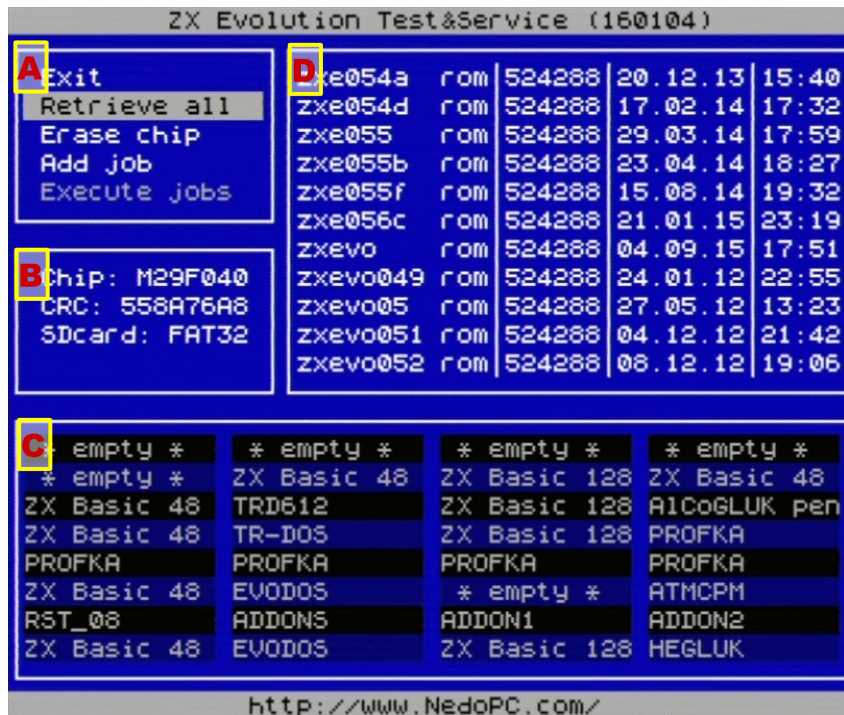 ZX Evolution Test&Service (160104)
A
Exit
Retrieve all
Erase chip
Add job
Execute jobs
B
Chip: M29F040
CRC: 558A76A8
SDcard: FAT32
D
zxe054a rom 524288 20.12.13 15:40
zxe054d rom 524288 17.02.14 17:32
zxe055 rom 524288 29.03.14 17:59
zxe055b rom 524288 23.04.14 18:27
zxe055f rom 524288 15.08.14 19:32
zxe056c rom 524288 21.01.15 23:19
zxevo rom 524288 04.09.15 17:51
zxevo049 rom 524288 24.01.12 22:55
zxevo05 rom 524288 27.05.12 13:23
zxevo051 rom 524288 04.12.12 21:42
zxevo052 rom 524288 08.12.12 19:06
C
* empty * * empty * * empty * * empty *
* empty * ZX Basic 48 ZX Basic 128 ZX Basic 48
ZX Basic 48 TRD612 ZX Basic 128 AlCoGLUK pen
ZX Basic 48 TR-DOS ZX Basic 128 PROFKA
PROFKA PROFKA PROFKA PROFKA
ZX Basic 48 EVODOS * empty * ATMCPM
RST_08 ADDONS ADDON1 ADDON2
ZX Basic 48 EVODOS ZX Basic 128 HEGLUK
http://www.NedoPC.com/